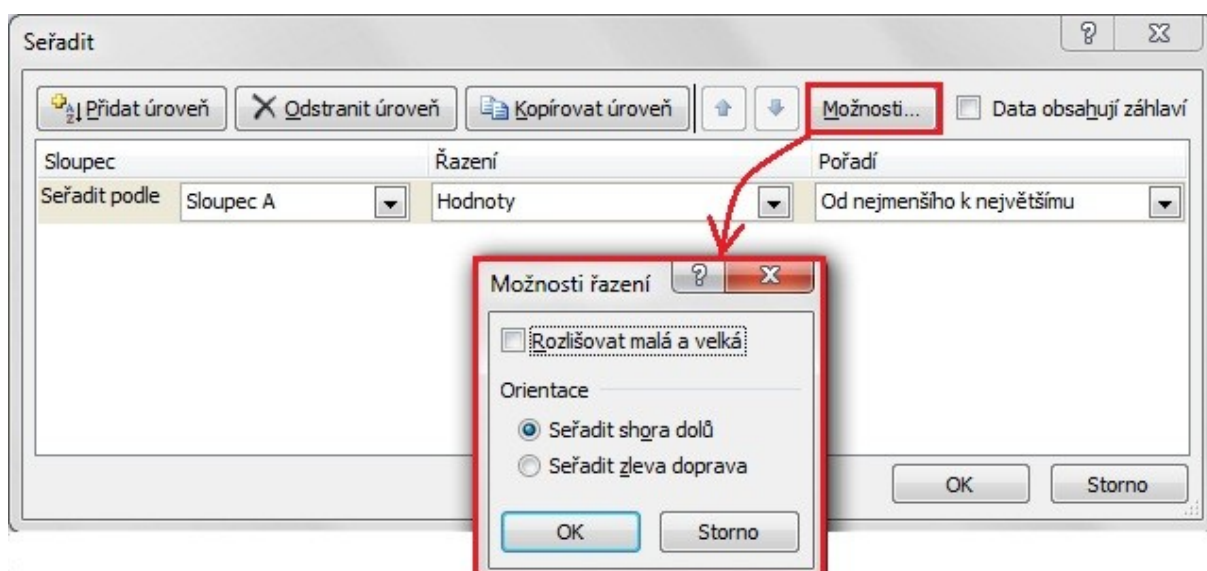 Seřadit
Přidat úroveň Odstranit úroveň Kopírovat úroveň Možnosti... Data obsahují záhlaví
Sloupec Řazení Pořadí
Seřadit podle Sloupec A Hodnoty Od nejmenšího k největšímu
Možnosti řazení
Rozlišovat malá a velká
Orientace
Seřadit shora dolů
Seřadit zleva doprava
OK Storno
OK Storno